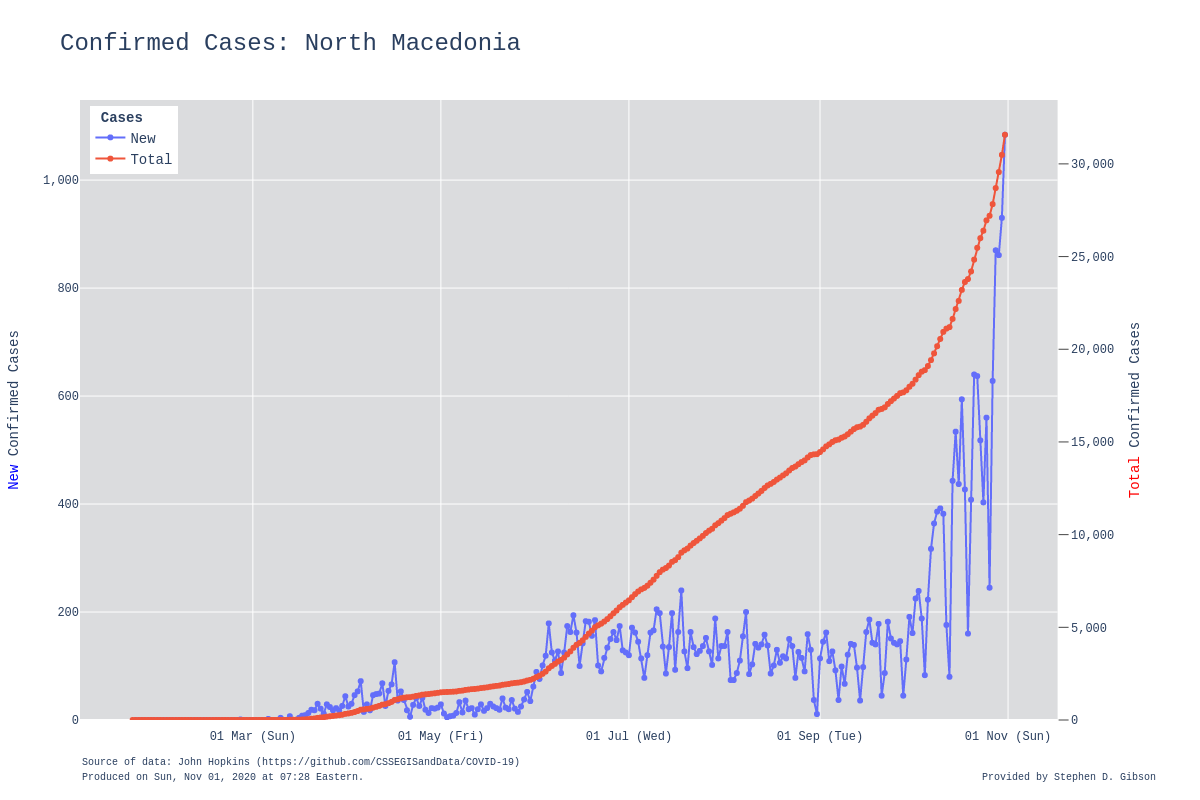 Confirmed Cases: North Macedonia
Cases
New
Total
1,000
800
600
400
200
0
30,000
25,000
20,000
15,000
10,000
5,000
0
New Confirmed Cases
Total Confirmed Cases
01 Mar (Sun)
01 May (Fri)
01 Jul (Wed)
01 Sep (Tue)
01 Nov (Sun)
Source of data: John Hopkins (https://github.com/CSSEGISandData/COVID-19)
Produced on Sun, Nov 01, 2020 at 07:28 Eastern.
Provided by Stephen D. Gibson